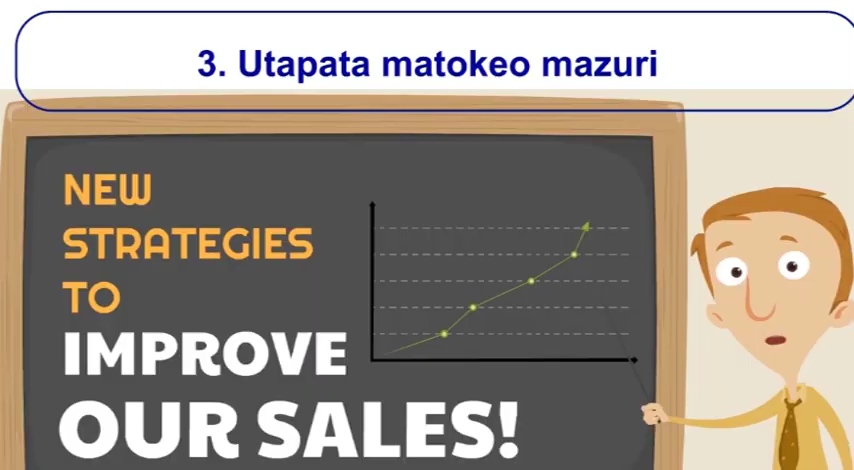 3. Utapata matokeo mazuri
NEW
STRATEGIES
TO
IMPROVE
OUR SALES!